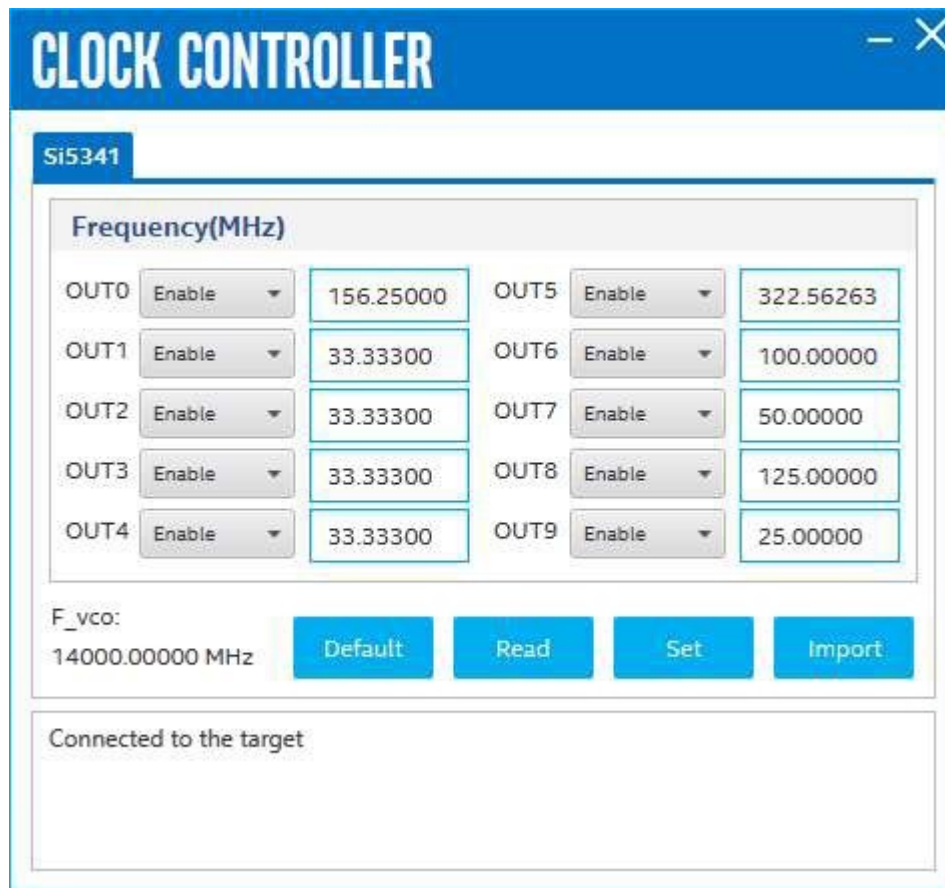 CLOCK CONTROLLER
Si5341
Frequency(MHz)
OUT0 Enable 156.25000 OUT5 Enable 322.56263
OUT1 Enable 33.33300 OUT6 Enable 100.00000
OUT2 Enable 33.33300 OUT7 Enable 50.00000
OUT3 Enable 33.33300 OUT8 Enable 125.00000
OUT4 Enable 33.33300 OUT9 Enable 25.00000
F_vco:
14000.00000 MHz Default Read Set Import
Connected to the target